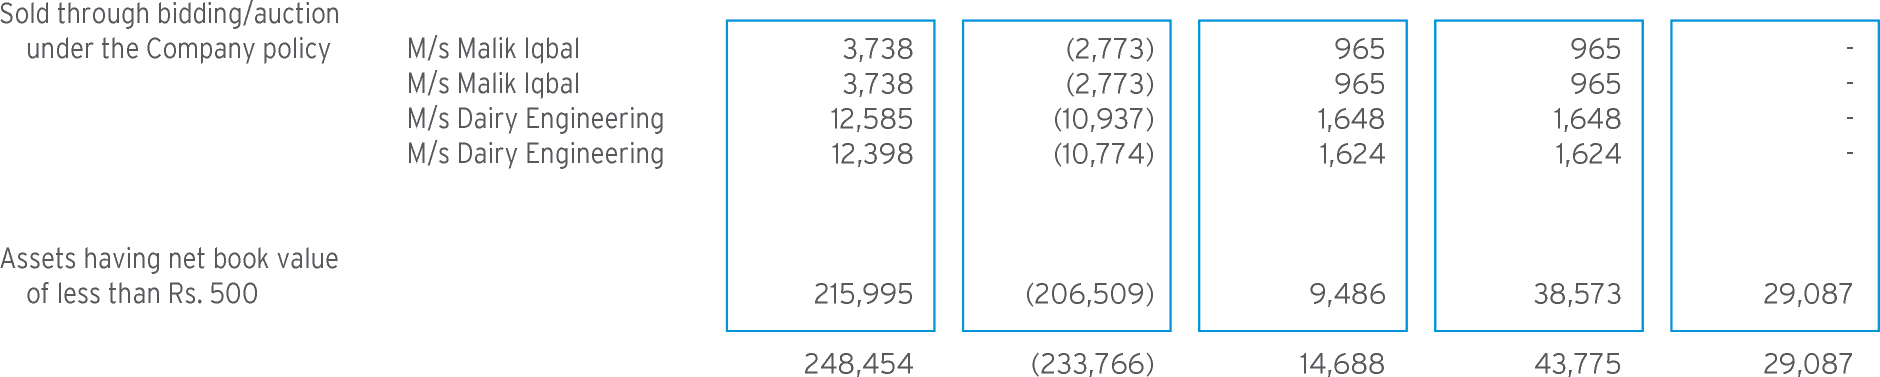 Sold through bidding/auction
under the Company policy M/s Malik Iqbal 3,738 (2,773) 965 965 -
M/s Malik Iqbal 3,738 (2,773) 965 965 -
M/s Dairy Engineering 12,585 (10,937) 1,648 1,648 -
M/s Dairy Engineering 12,398 (10,774) 1,624 1,624 -
Assets having net book value
of less than Rs. 500 215,995 (206,509) 9,486 38,573 29,087
248,454 (233,766) 14,688 43,775 29,087